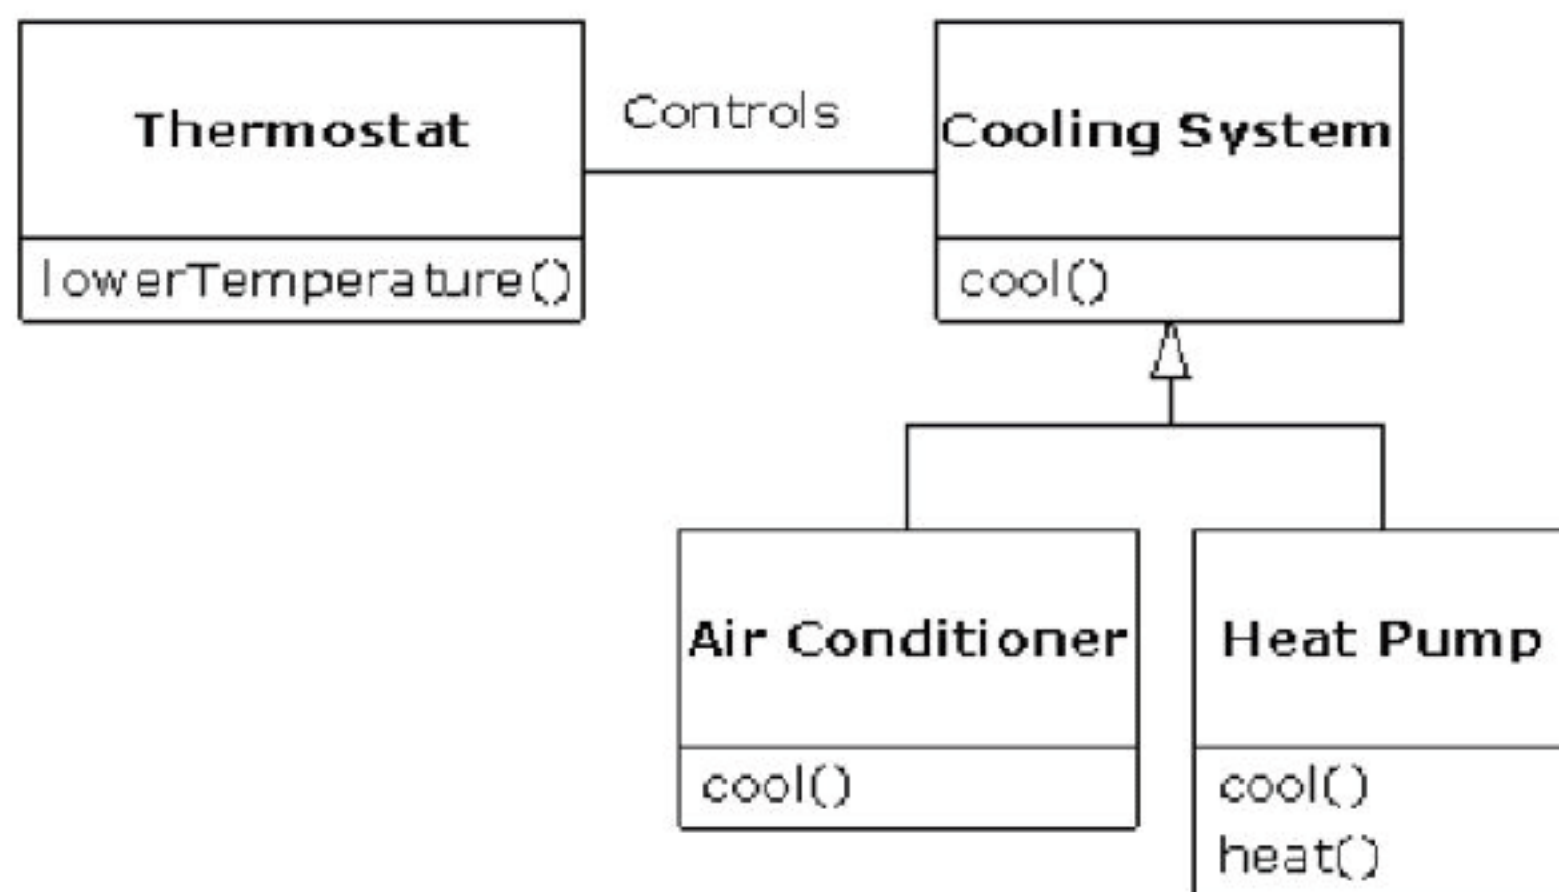 Thermostat
Controls
Cooling System
lowerTemperature()
cool()
Air Conditioner
Heat Pump
cool()
cool()
heat()